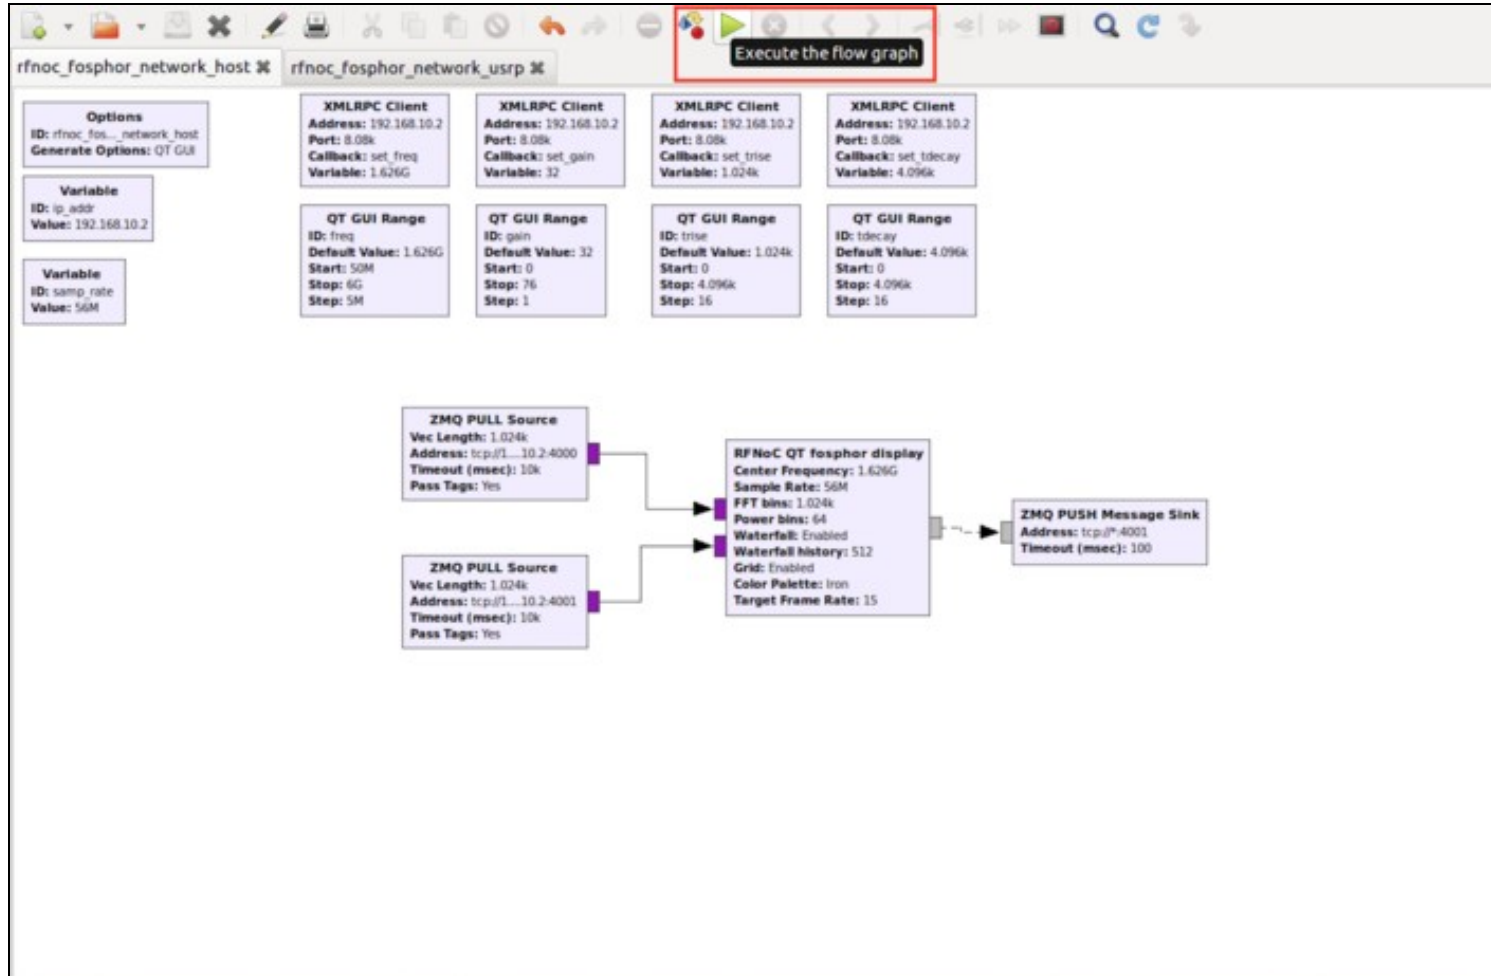 Execute the flow graph
rfnoc_fosphor_network_host
rfnoc_fosphor_network_usrp
Options
ID: rfnoc_fos..._network_host
Generate Options: QT GUI
Variable
ID: ip_addr
Value: 192.168.10.2
Variable
ID: samp_rate
Value: 56M
XMLRPC Client
Address: 192.168.10.2
Port: 8.08k
Callback: set_freq
Variable: 1.626G
XMLRPC Client
Address: 192.168.10.2
Port: 8.08k
Callback: set_gain
Variable: 32
XMLRPC Client
Address: 192.168.10.2
Port: 8.08k
Callback: set_trise
Variable: 1.024k
XMLRPC Client
Address: 192.168.10.2
Port: 8.08k
Callback: set_tdecay
Variable: 4.096k
QT GUI Range
ID: freq
Default Value: 1.626G
Start: 50M
Stop: 6G
Step: 5M
QT GUI Range
ID: gain
Default Value: 32
Start: 0
Stop: 76
Step: 1
QT GUI Range
ID: trise
Default Value: 1.024k
Start: 0
Stop: 4.096k
Step: 16
QT GUI Range
ID: tdecay
Default Value: 4.096k
Start: 0
Stop: 4.096k
Step: 16
ZMQ PULL Source
Vec Length: 1.024k
Address: tcp://1....10.2:4000
Timeout (msec): 10k
Pass Tags: Yes
ZMQ PULL Source
Vec Length: 1.024k
Address: tcp://1....10.2:4001
Timeout (msec): 10k
Pass Tags: Yes
RFNoC QT fosphor display
Center Frequency: 1.626G
Sample Rate: 56M
FFT bins: 1.024k
Power bins: 64
Waterfall: Enabled
Waterfall history: 512
Grid: Enabled
Color Palette: Iron
Target Frame Rate: 15
ZMQ PUSH Message Sink
Address: tcp://*:4001
Timeout (msec): 100